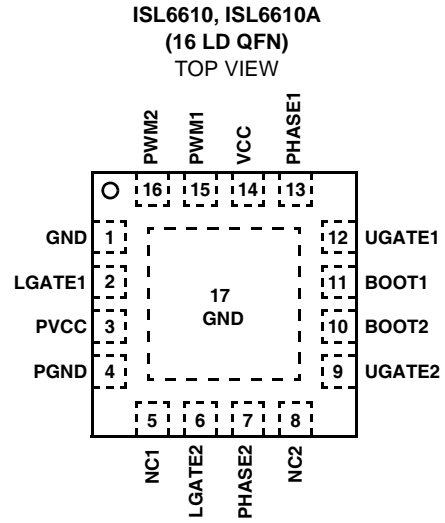 ISL6610, ISL6610A
(16 LD QFN)
TOP VIEW
PWM2
PWM1
VCC
PHASE1
16
15
14
13
GND 1
12 UGATE1
LGATE1 2
11 BOOT1
17
GND
PVCC 3
10 BOOT2
PGND 4
9 UGATE2
5
6
7
8
NC1
LGATE2
PHASE2
NC2